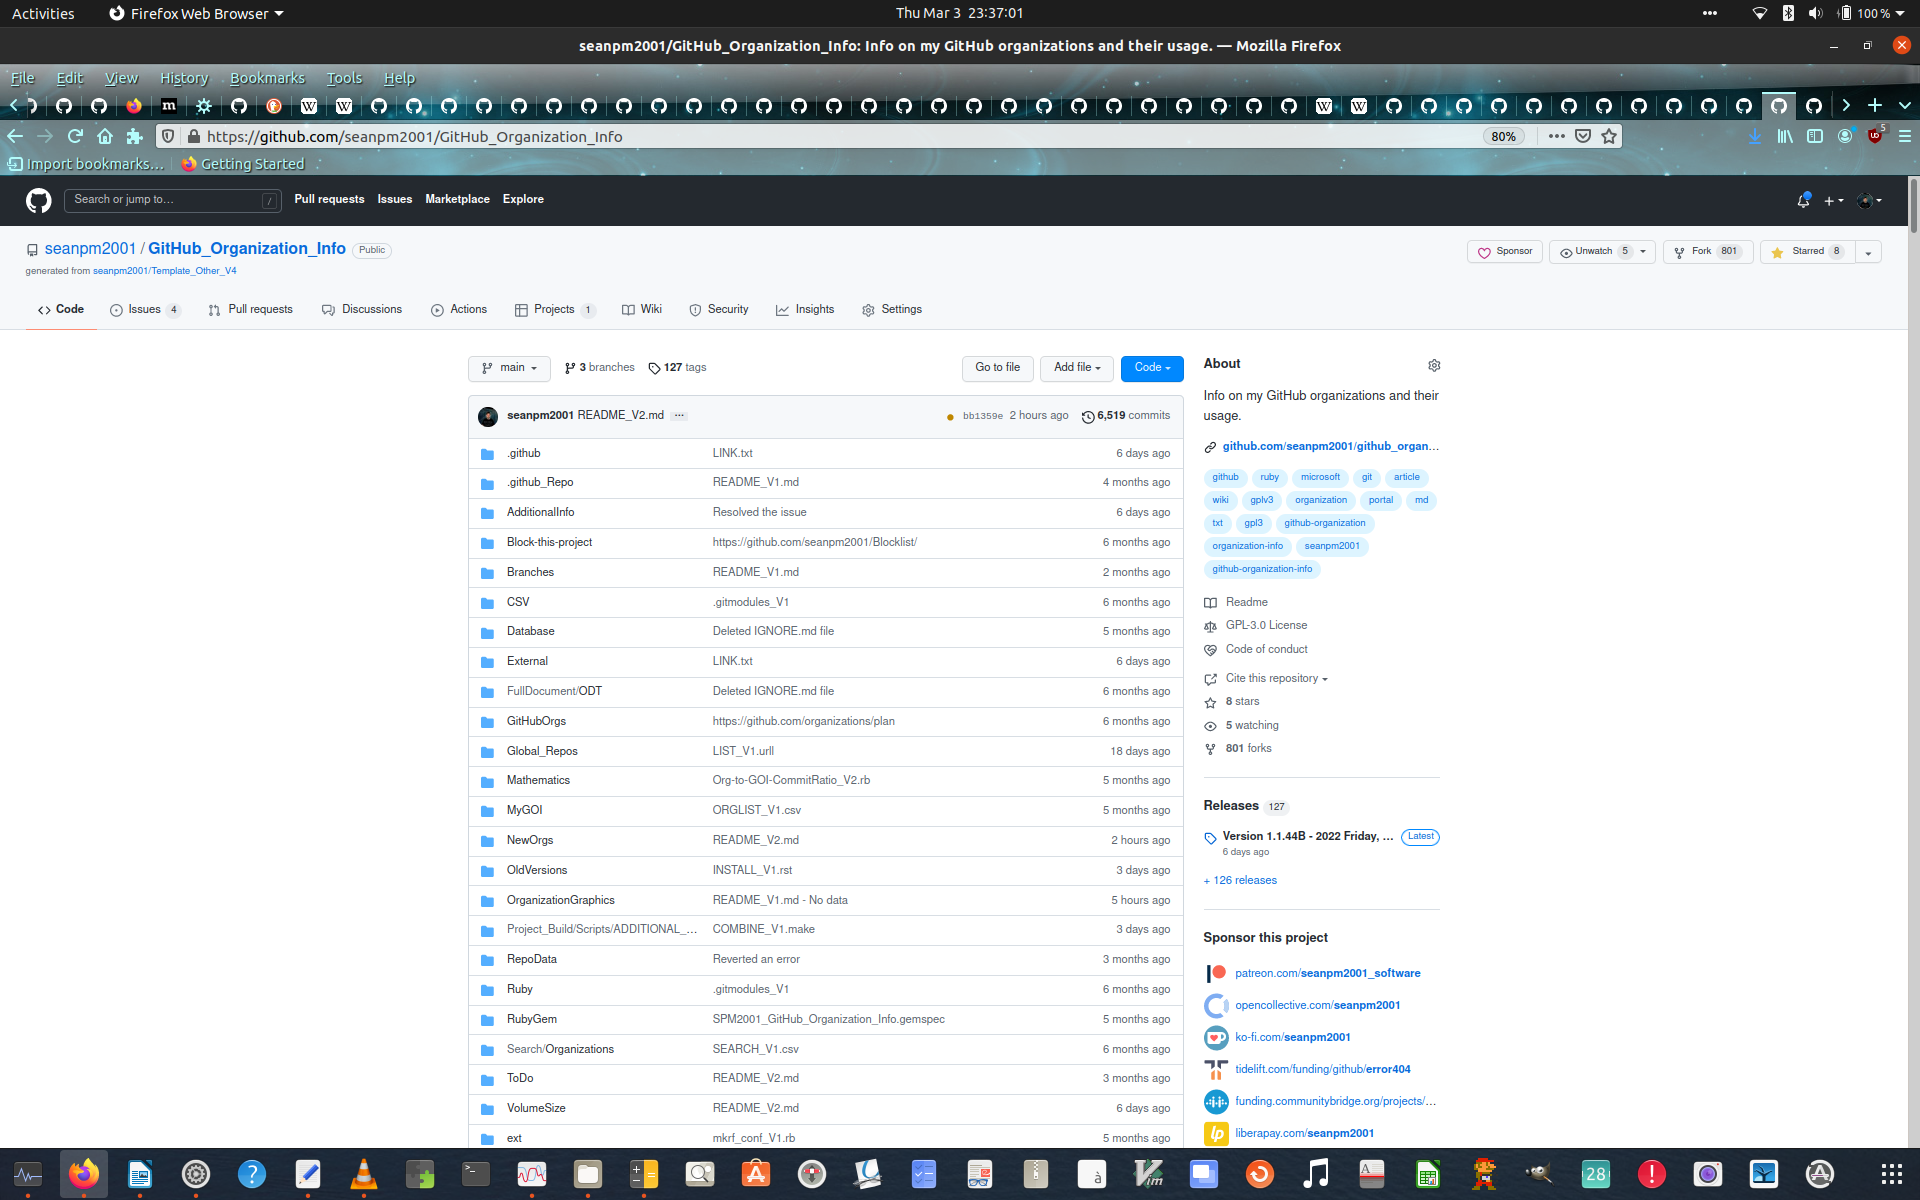 Activities Firefox Web Browser Thu Mar 3 23:37:01 100 %
seanpm2001/GitHub_Organization_Info: Info on my GitHub organizations and their usage. — Mozilla Firefox
File Edit View History Bookmarks Tools Help
https://github.com/seanpm2001/GitHub_Organization_Info 80% 5
Import bookmarks... Getting Started
Search or jump to... / Pull requests Issues Marketplace Explore
seanpm2001 / GitHub_Organization_Info Public Sponsor Unwatch 5 Fork 801 Starred 8
generated from seanpm2001/Template_Other_V4
Code Issues 4 Pull requests Discussions Actions Projects 1 Wiki Security Insights Settings
main 3 branches 127 tags Go to file Add file Code
seanpm2001 README_V2.md ... bb1359e 2 hours ago 6,519 commits
.github LINK.txt 6 days ago
.github_Repo README_V1.md 4 months ago
AdditionalInfo Resolved the issue 6 days ago
Block-this-project https://github.com/seanpm2001/Blocklist/ 6 months ago
Branches README_V1.md 2 months ago
CSV .gitmodules_V1 6 months ago
Database Deleted IGNORE.md file 5 months ago
External LINK.txt 6 days ago
FullDocument/ODT Deleted IGNORE.md file 6 months ago
GitHubOrgs https://github.com/organizations/plan 6 months ago
Global_Repos LIST_V1.urll 18 days ago
Mathematics Org-to-GOI-CommitRatio_V2.rb 5 months ago
MyGOI ORGLIST_V1.csv 5 months ago
NewOrgs README_V2.md 2 hours ago
OldVersions INSTALL_V1.rst 3 days ago
OrganizationGraphics README_V1.md - No data 5 hours ago
Project_Build/Scripts/ADDITIONAL_... COMBINE_V1.make 3 days ago
RepoData Reverted an error 3 months ago
Ruby .gitmodules_V1 6 months ago
RubyGem SPM2001_GitHub_Organization_Info.gemspec 5 months ago
Search/Organizations SEARCH_V1.csv 6 months ago
ToDo README_V2.md 3 months ago
VolumeSize README_V2.md 6 days ago
ext mkrf_conf_V1.rb 5 months ago
About
Info on my GitHub organizations and their
usage.
github.com/seanpm2001/github_organ...
github ruby microsoft git article
wiki gplv3 organization portal md
txt gpl3 github-organization
organization-info seanpm2001
github-organization-info
Readme
GPL-3.0 License
Code of conduct
Cite this repository
8 stars
5 watching
801 forks
Releases 127
Version 1.1.44B - 2022 Friday, ... Latest
6 days ago
+ 126 releases
Sponsor this project
patreon.com/seanpm2001_software
opencollective.com/seanpm2001
ko-fi.com/seanpm2001
tidelift.com/funding/github/error404
funding.communitybridge.org/projects/...
lp liberapay.com/seanpm2001
28